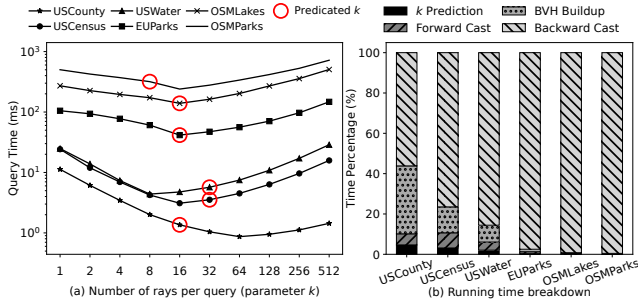 USCounty USWater OSMLakes Predicated k
USCensus EUParks OSMParks
k Prediction BVH Buildup
Forward Cast Backward Cast
Query Time (ms)
10³
10²
10¹
10⁰
1 2 4 8 16 32 64 128 256 512
(a) Number of rays per query (parameter k)
Time Percentage (%)
100
80
60
40
20
0
USCounty USCensus USWater EUParks OSMLakes OSMParks
(b) Running time breakdown